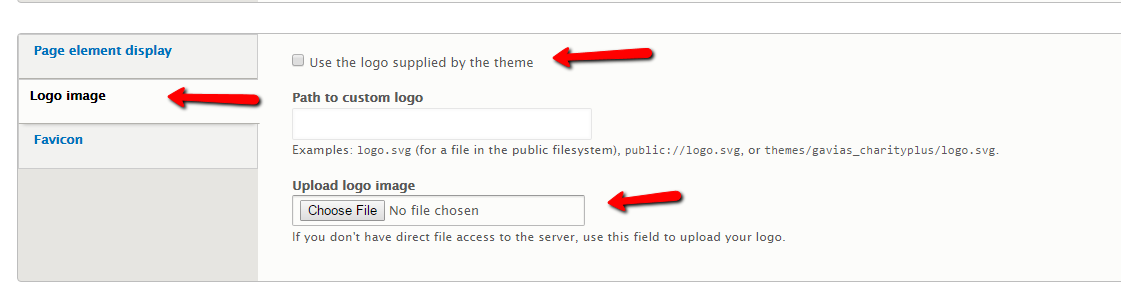 Page element display
Logo image
Favicon
Use the logo supplied by the theme
Path to custom logo
Examples: logo.svg (for a file in the public filesystem), public://logo.svg, or themes/gavias_charityplus/logo.svg.
Upload logo image
Choose File No file chosen
If you don't have direct file access to the server, use this field to upload your logo.